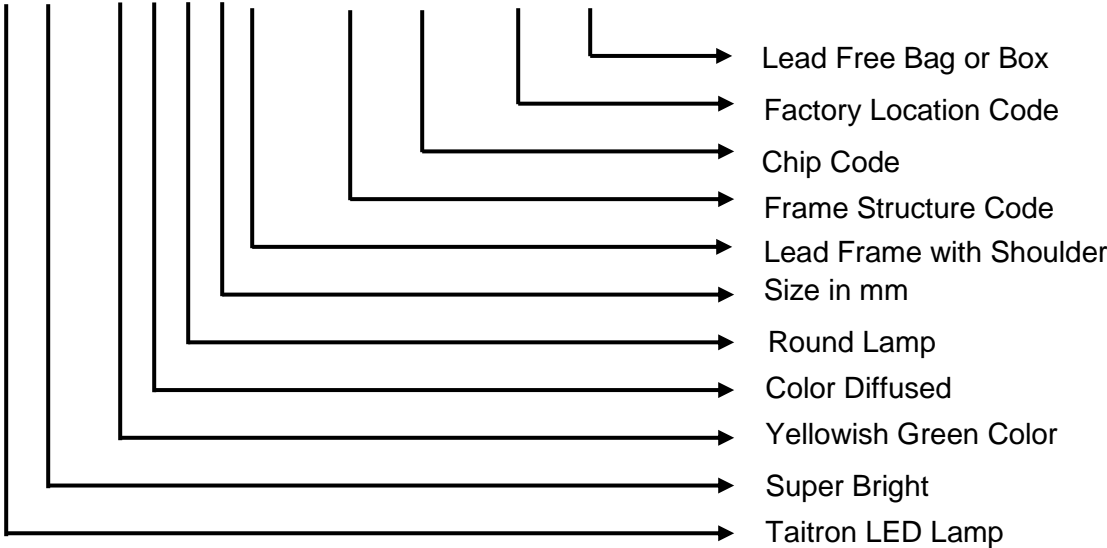 Lead Free Bag or Box
Factory Location Code
Chip Code
Frame Structure Code
Lead Frame with Shoulder
Size in mm
Round Lamp
Color Diffused
Yellowish Green Color
Super Bright
Taitron LED Lamp